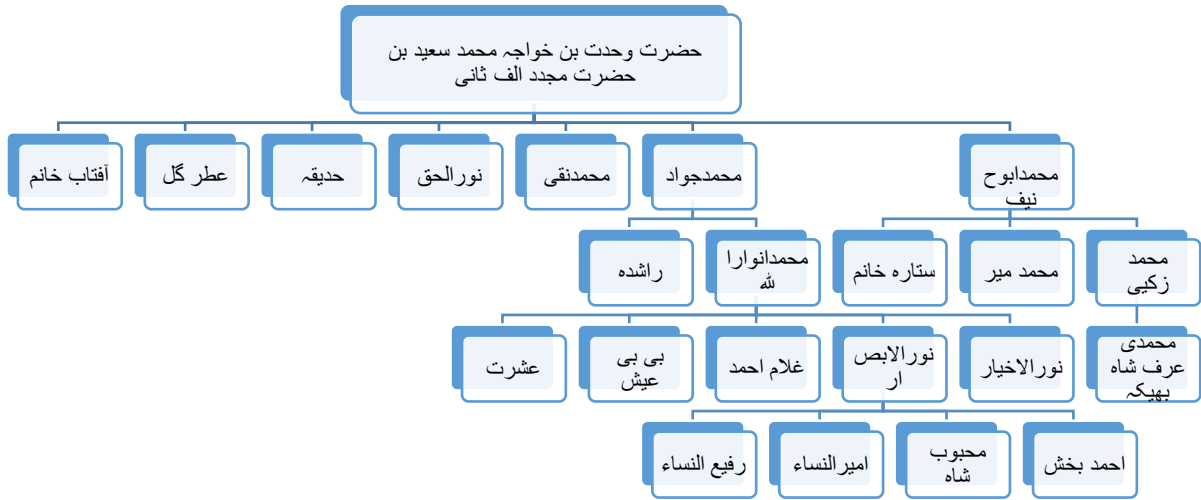 حضرت وحدت بن خواجہ محمد سعید بن
حضرت مجدد الف ثانی
محمدابوح
نیف
محمدجواد
محمدنقی
نورالحق
حدیقہ
عطر گل
آفتاب خانم
محمد
زکیی
محمد میر
ستارہ خانم
محمدانوارا
للہ
راشدہ
محمدی
عرف شاہ
بھیکہ
نورالاخیار
نورالابص
ار
غلام احمد
بی بی
عیش
عشرت
احمد بخش
محبوب
شاہ
امیرالنساء
رفیع النساء